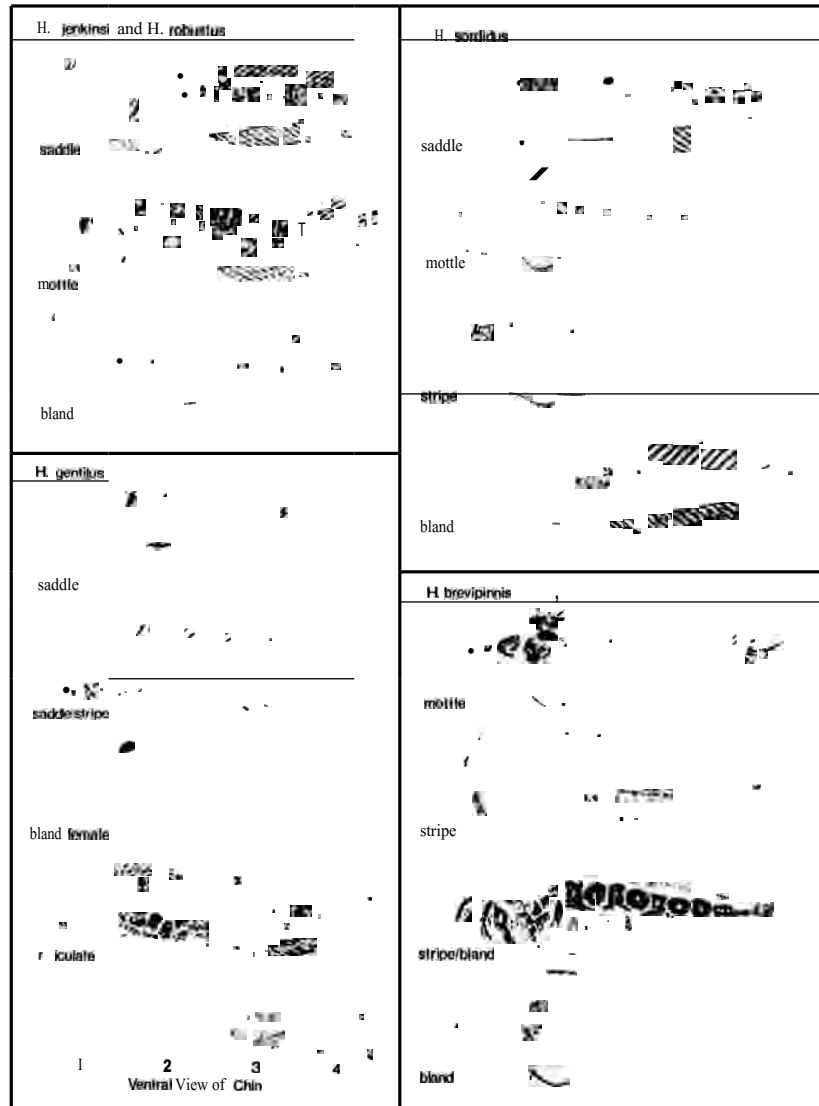 H. jenkinsi and H. robustus
saddle
mottle
bland
H. gentilus
saddle
saddle/stripe
bland female
r iculate
I 2 3 4
Ventral View of Chin
H. sordidus
saddle
mottle
stripe
bland
H. brevipinnis
mottle
stripe
stripe/bland
bland